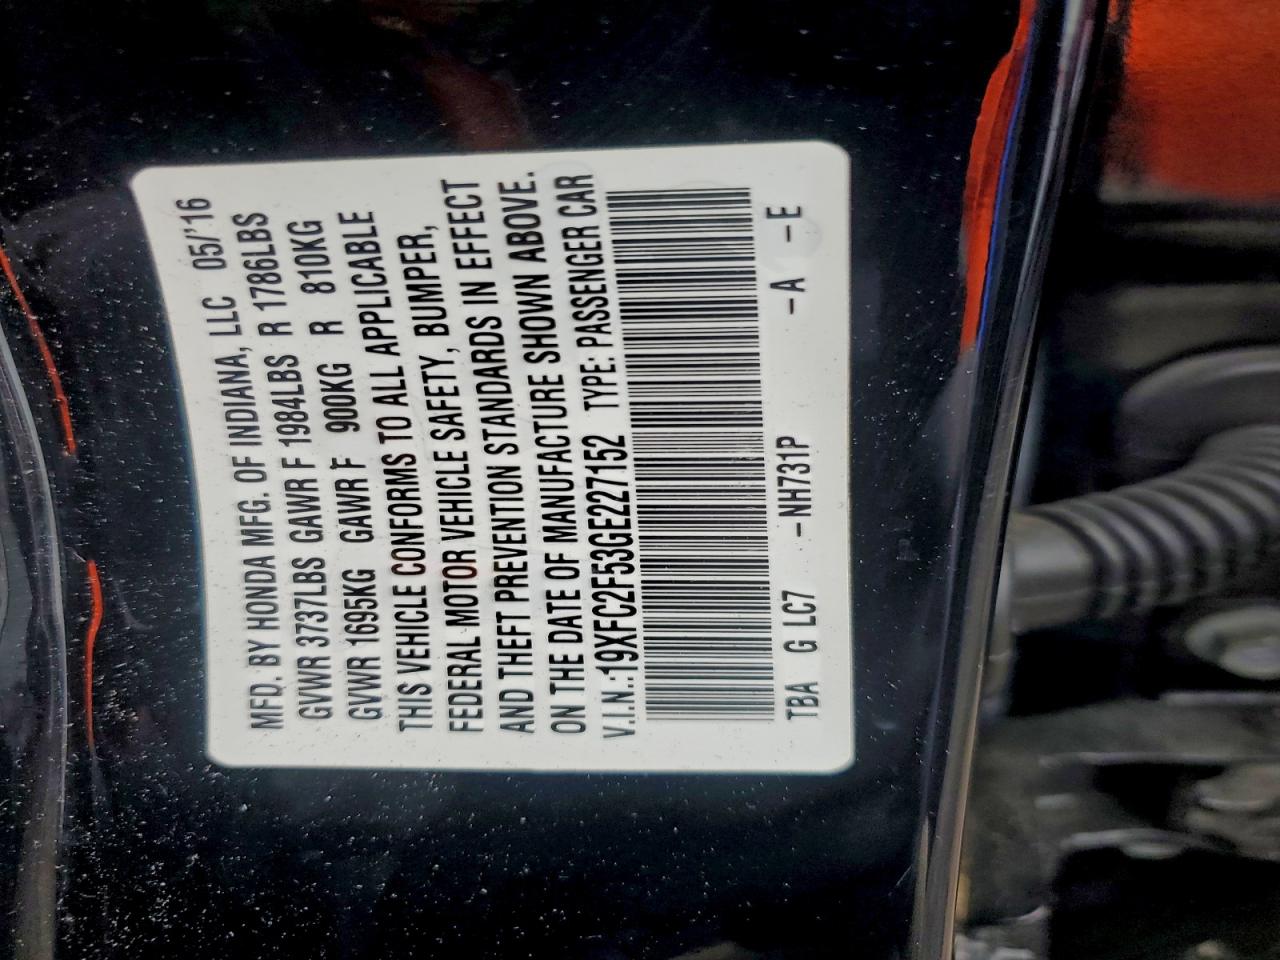 MFD. BY HONDA MFG. OF INDIANA, LLC 05/'16
GVWR 3737LBS GAWR F 1984LBS R 1786LBS
GVWR 1695KG GAWR F 900KG R 810KG
THIS VEHICLE CONFORMS TO ALL APPLICABLE
FEDERAL MOTOR VEHICLE SAFETY, BUMPER,
AND THEFT PREVENTION STANDARDS IN EFFECT
ON THE DATE OF MANUFACTURE SHOWN ABOVE.
V.I.N.:19XFC2F53GE227152 TYPE: PASSENGER CAR
TBA G LC7 -NH731P -A -E